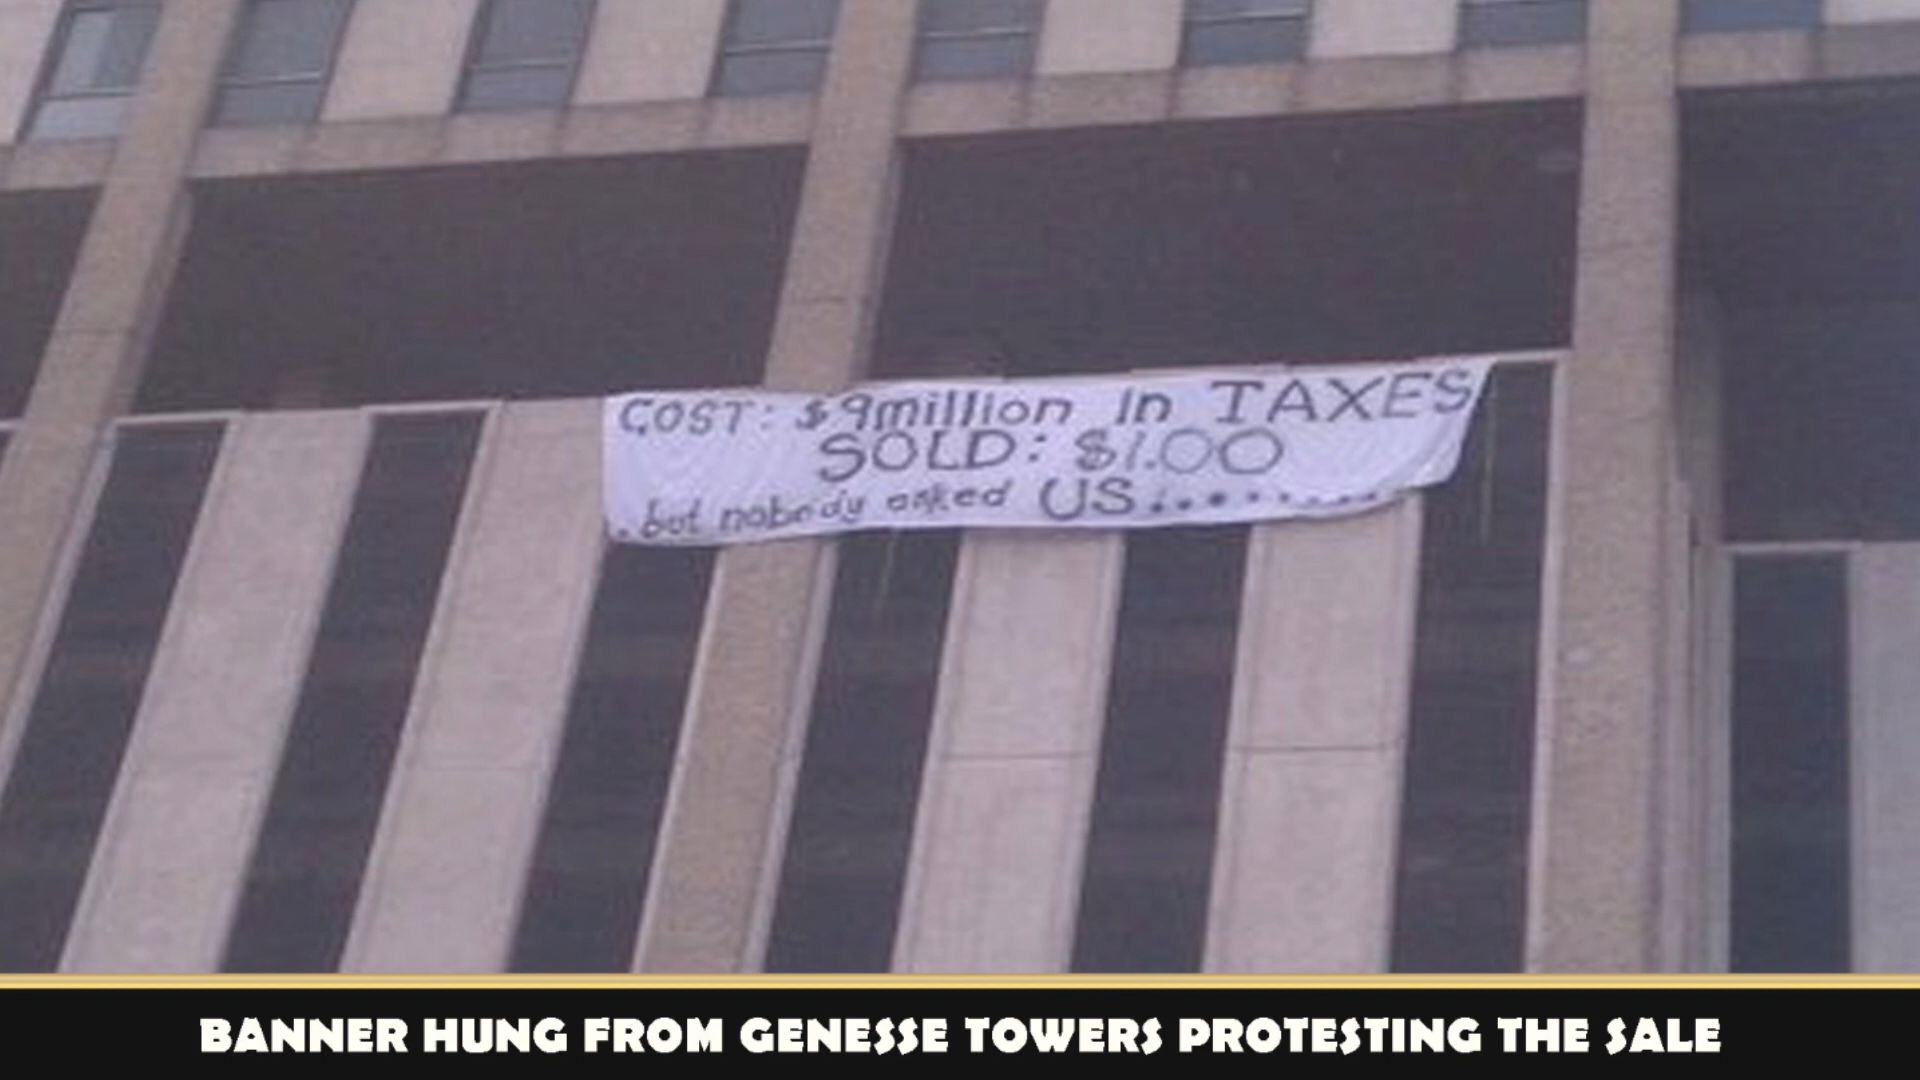 COST: $9million in TAXES
SOLD: $1.00
.but nobody asked US..........
BANNER HUNG FROM GENESSE TOWERS PROTESTING THE SALE